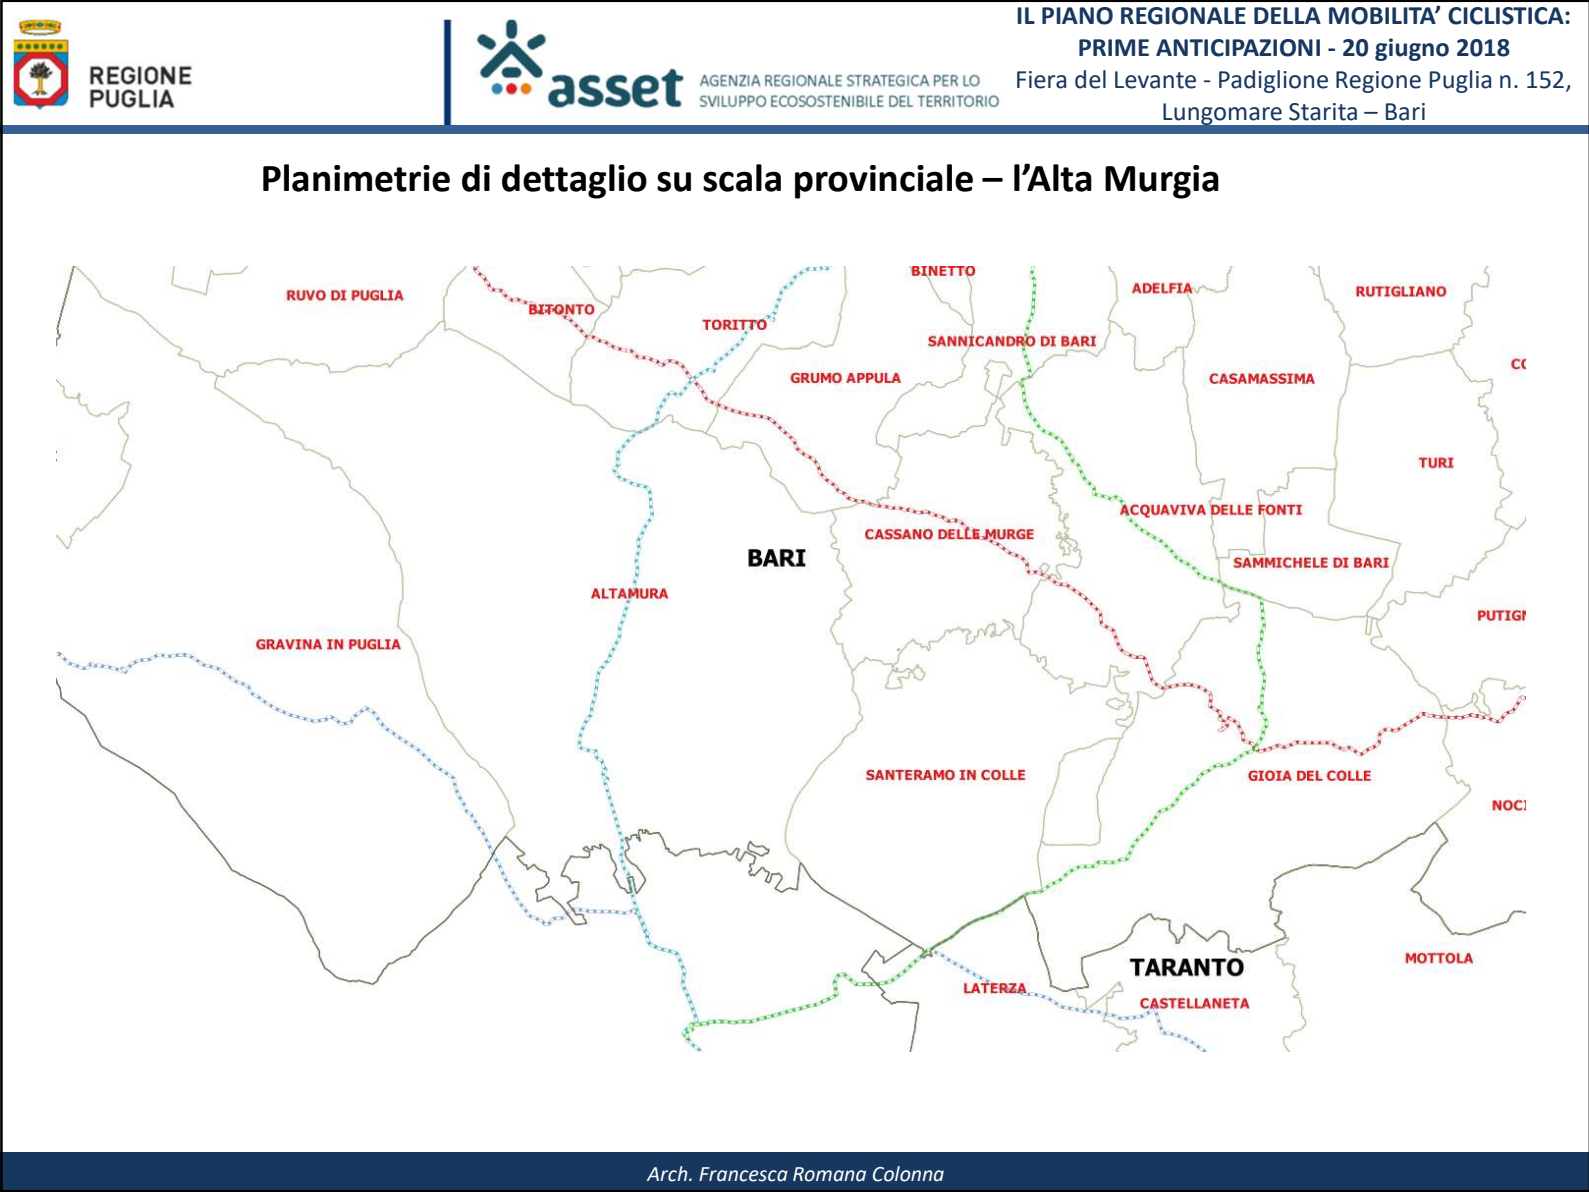 REGIONE
PUGLIA
asset
AGENZIA REGIONALE STRATEGICA PER LO
SVILUPPO ECOSOSTENIBILE DEL TERRITORIO
IL PIANO REGIONALE DELLA MOBILITA’ CICLISTICA:
PRIME ANTICIPAZIONI - 20 giugno 2018
Fiera del Levante - Padiglione Regione Puglia n. 152,
Lungomare Starita – Bari
Planimetrie di dettaglio su scala provinciale – l’Alta Murgia
BINETTO
RUVO DI PUGLIA
ADELFIA
RUTIGLIANO
BITONTO
TORITTO
SANNICANDRO DI BARI
GRUMO APPULA
CASAMASSIMA
CO
TURI
ACQUAVIVA DELLE FONTI
CASSANO DELLE MURGE
BARI
SAMMICHELE DI BARI
ALTAMURA
PUTIGN
GRAVINA IN PUGLIA
SANTERAMO IN COLLE
GIOIA DEL COLLE
NOCI
MOTTOLA
TARANTO
LATERZA
CASTELLANETA
Arch. Francesca Romana Colonna